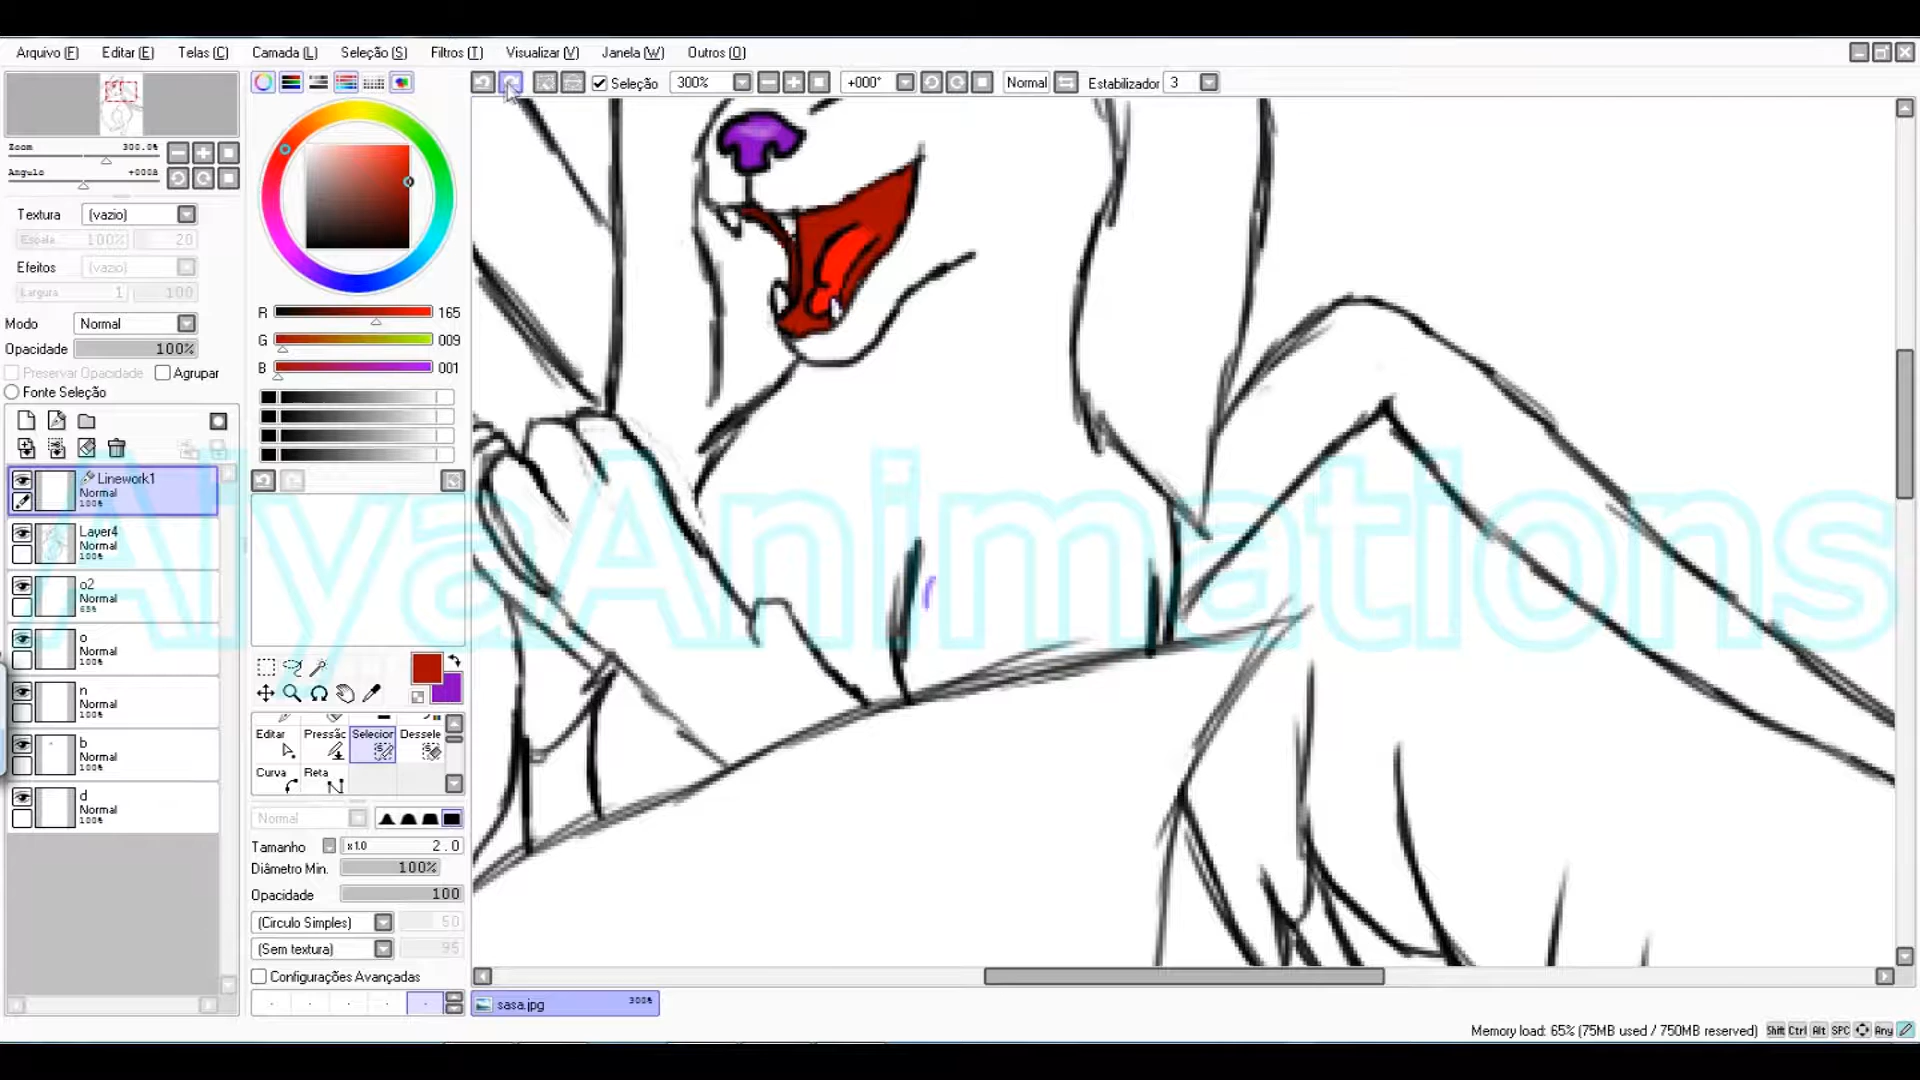 Arquivo (F) Editar (E) Telas (C) Camada (L) Seleção (S) Filtros (T) Visualizar (V) Janela (W) Outros (O)
Seleção 300% +000° Normal Estabilizador 3
Zoom 300.0%
Angulo +000A
Textura (vazio)
Espala 100% 20
Efeitos (vazio)
Largura 1 100
Modo Normal
Opacidade 100%
Preservar Opacidade Agrupar
Fonte Seleção
R 165
G 009
B 001
Linework1
Normal
100%
Layer4
Normal
100%
o2
Normal
65%
o
Normal
100%
n
Normal
100%
b
Normal
100%
d
Normal
100%
AlyaAnimations
Editar Pressão Selecior Dessele
Curva Reta
Normal
Tamanho x1.0 2.0
Diâmetro Min. 100%
Opacidade 100
(Circulo Simples) 50
(Sem textura) 95
Configurações Avançadas
sasa.jpg 300%
Memory load: 65% (75MB used / 750MB reserved) Shift Ctrl Alt SPC Any